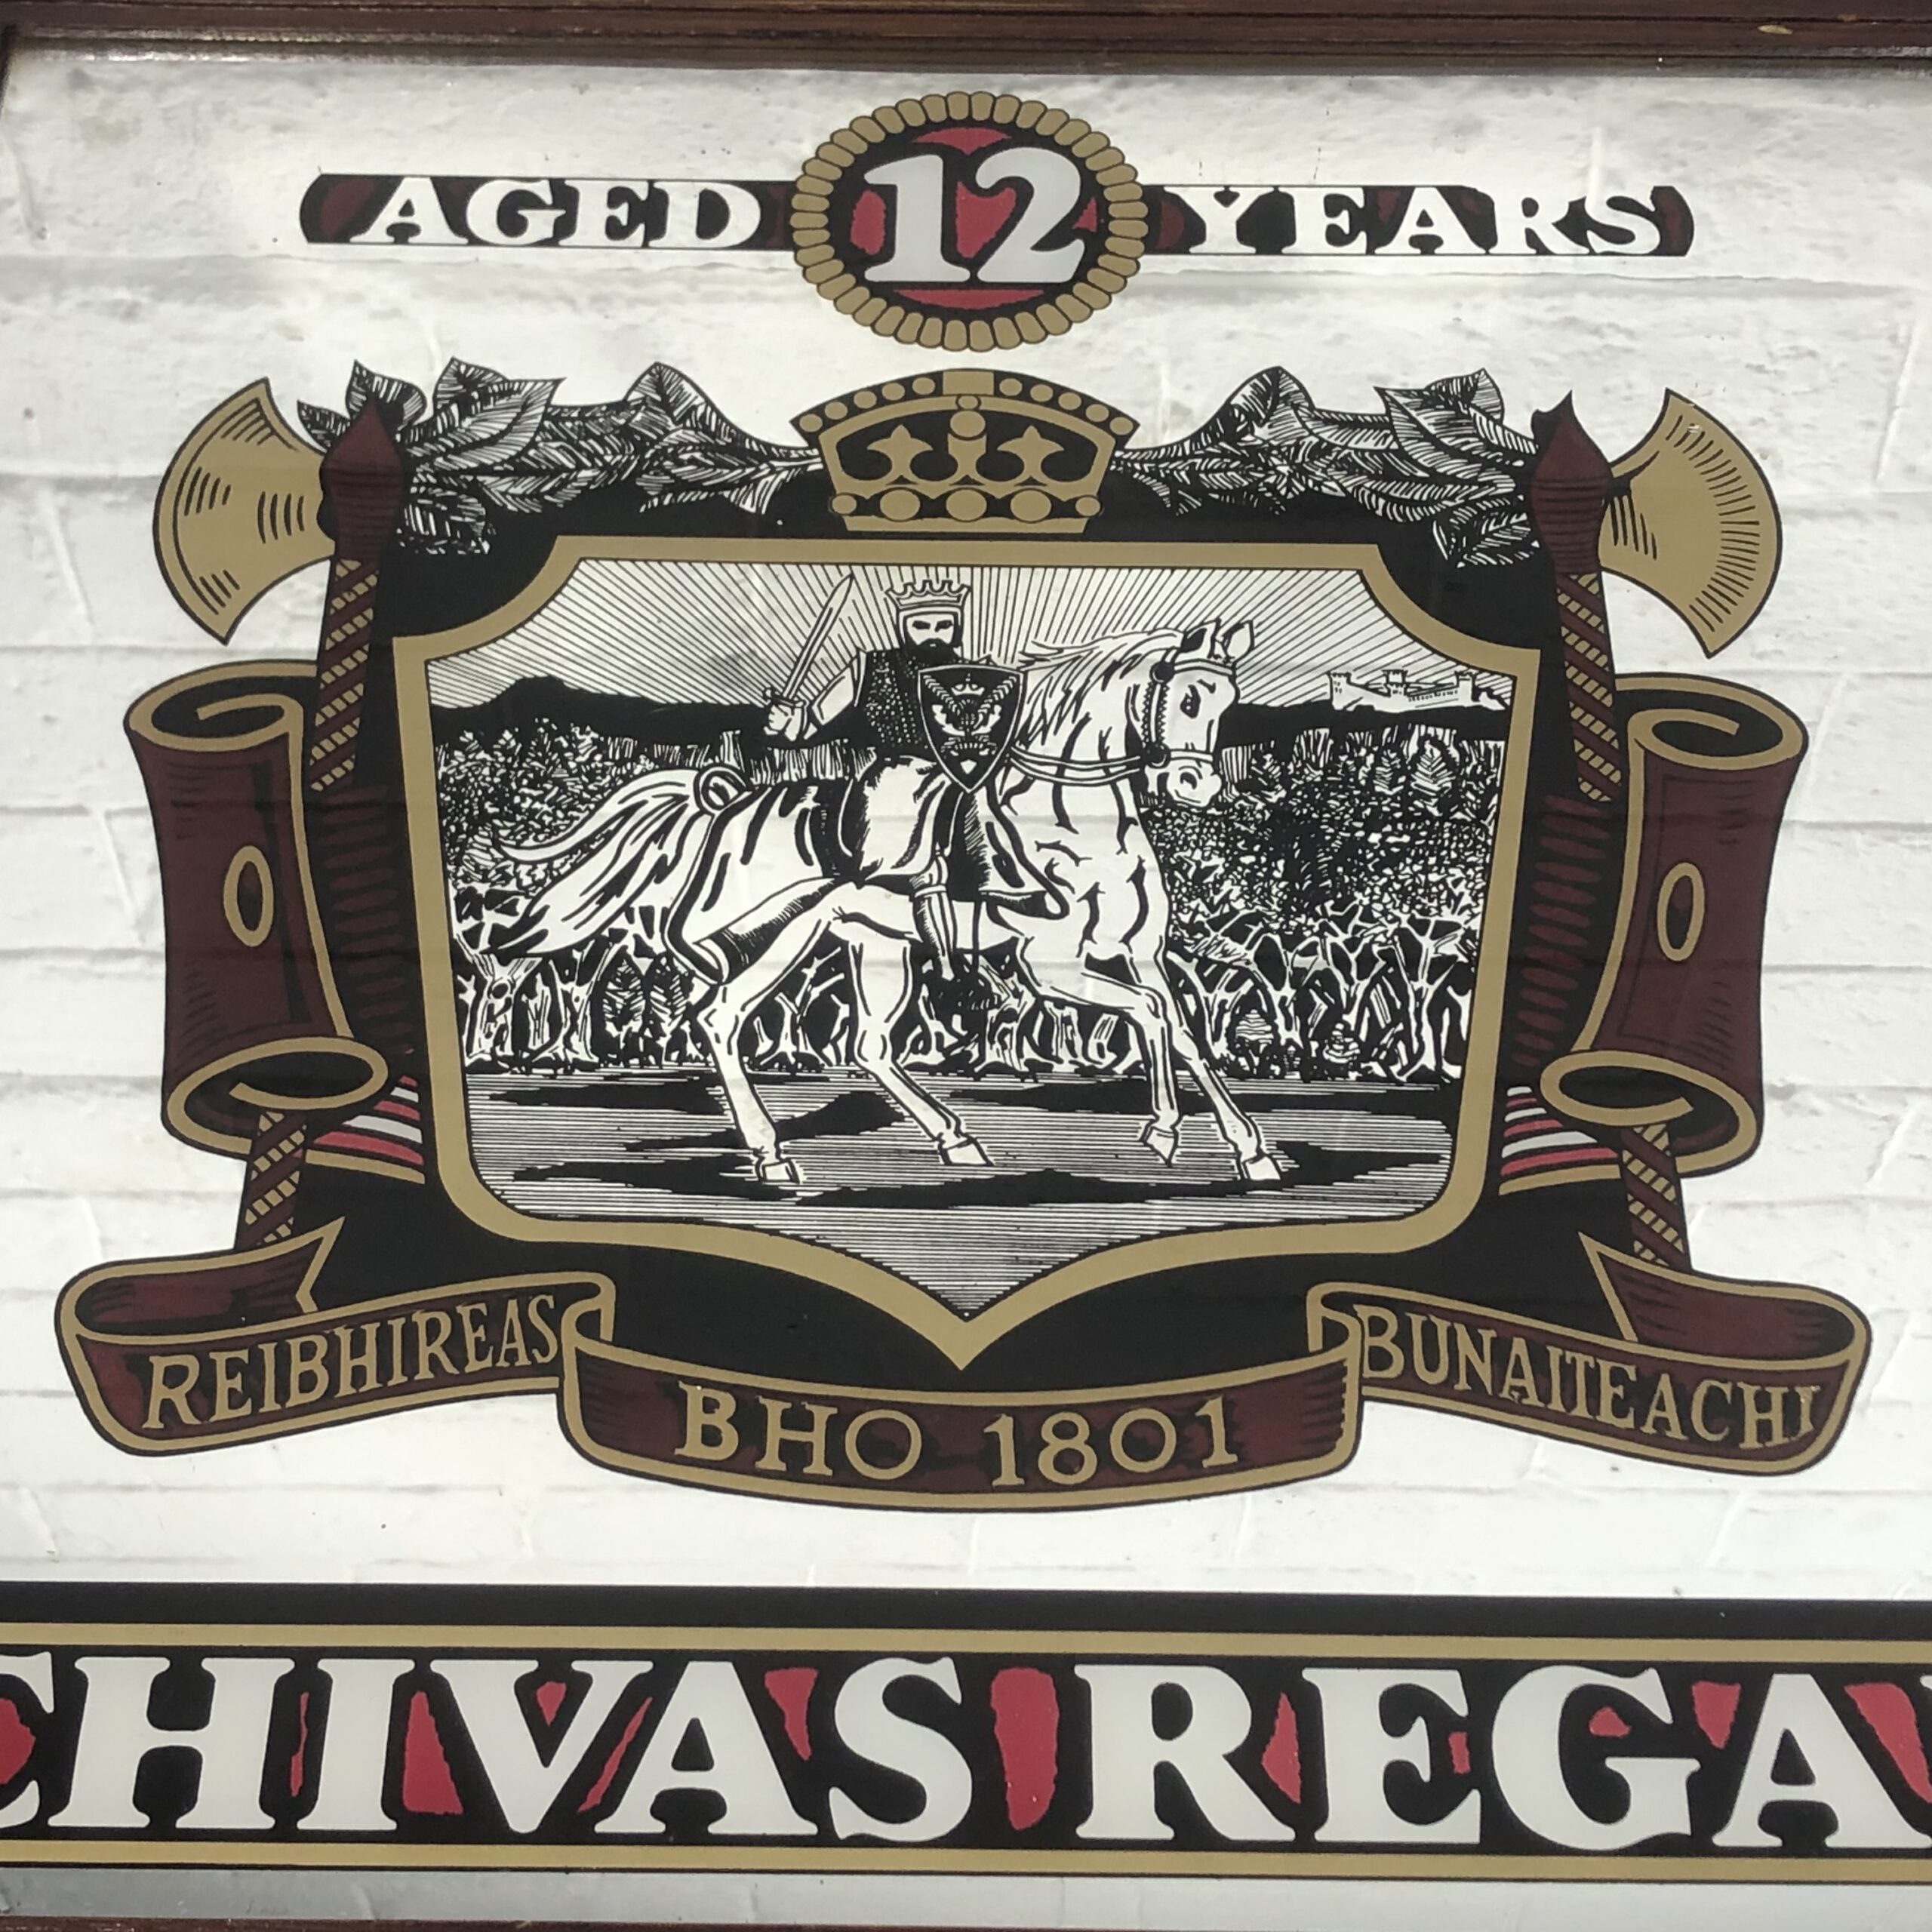 AGED 12 YEARS
REIBHIREAS BHO 1801 BUNAITEACHI
CHIVAS REGA